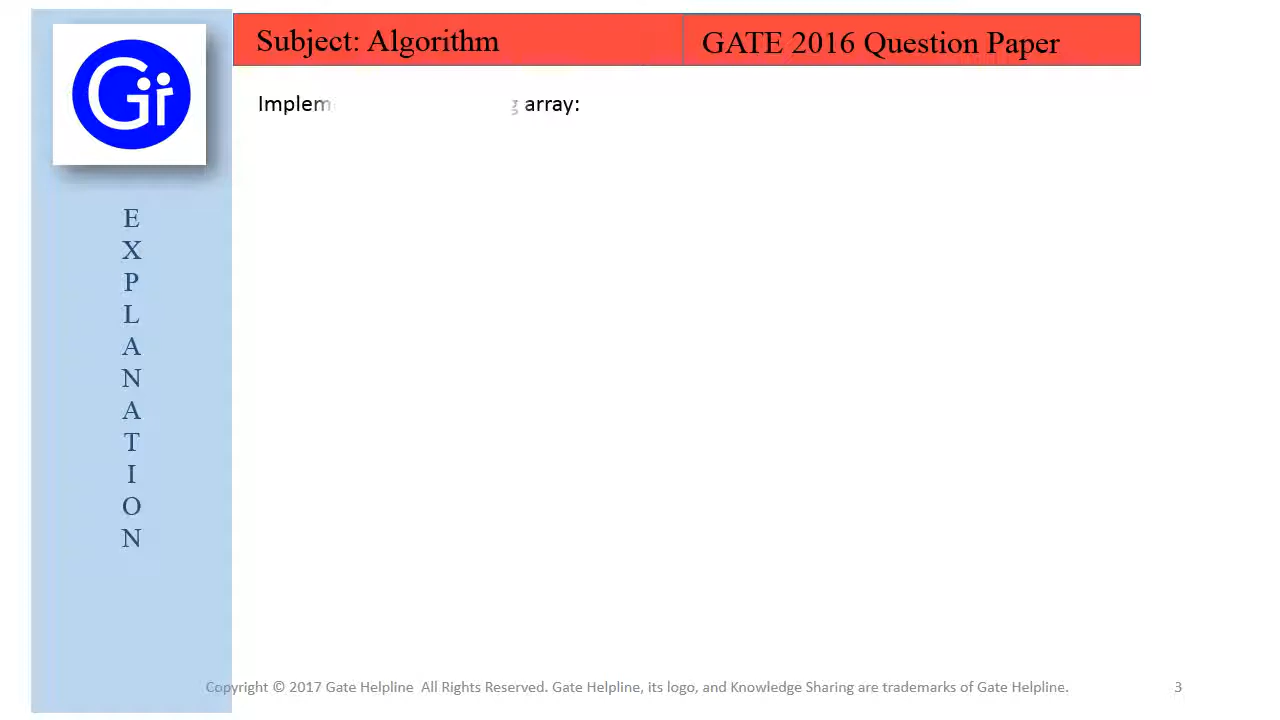 Gi
Subject: Algorithm
GATE 2016 Question Paper
array:
E
X
P
L
A
N
A
T
I
O
N
Copyright © 2017 Gate Helpline All Rights Reserved. Gate Helpline, its logo, and Knowledge Sharing are trademarks of Gate Helpline.
3